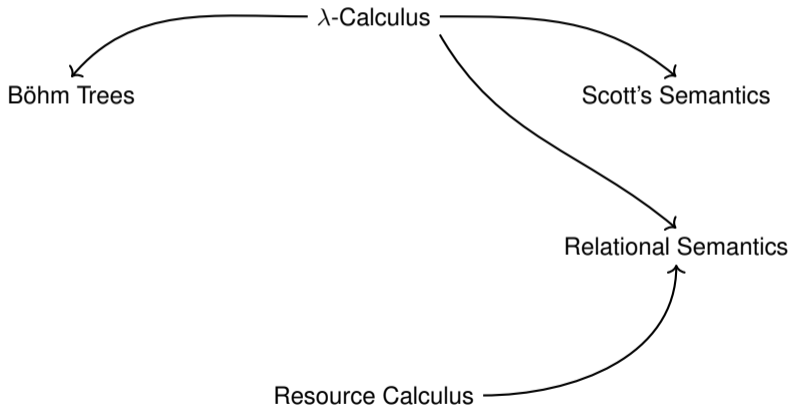 λ-Calculus
Böhm Trees
Scott's Semantics
Relational Semantics
Resource Calculus